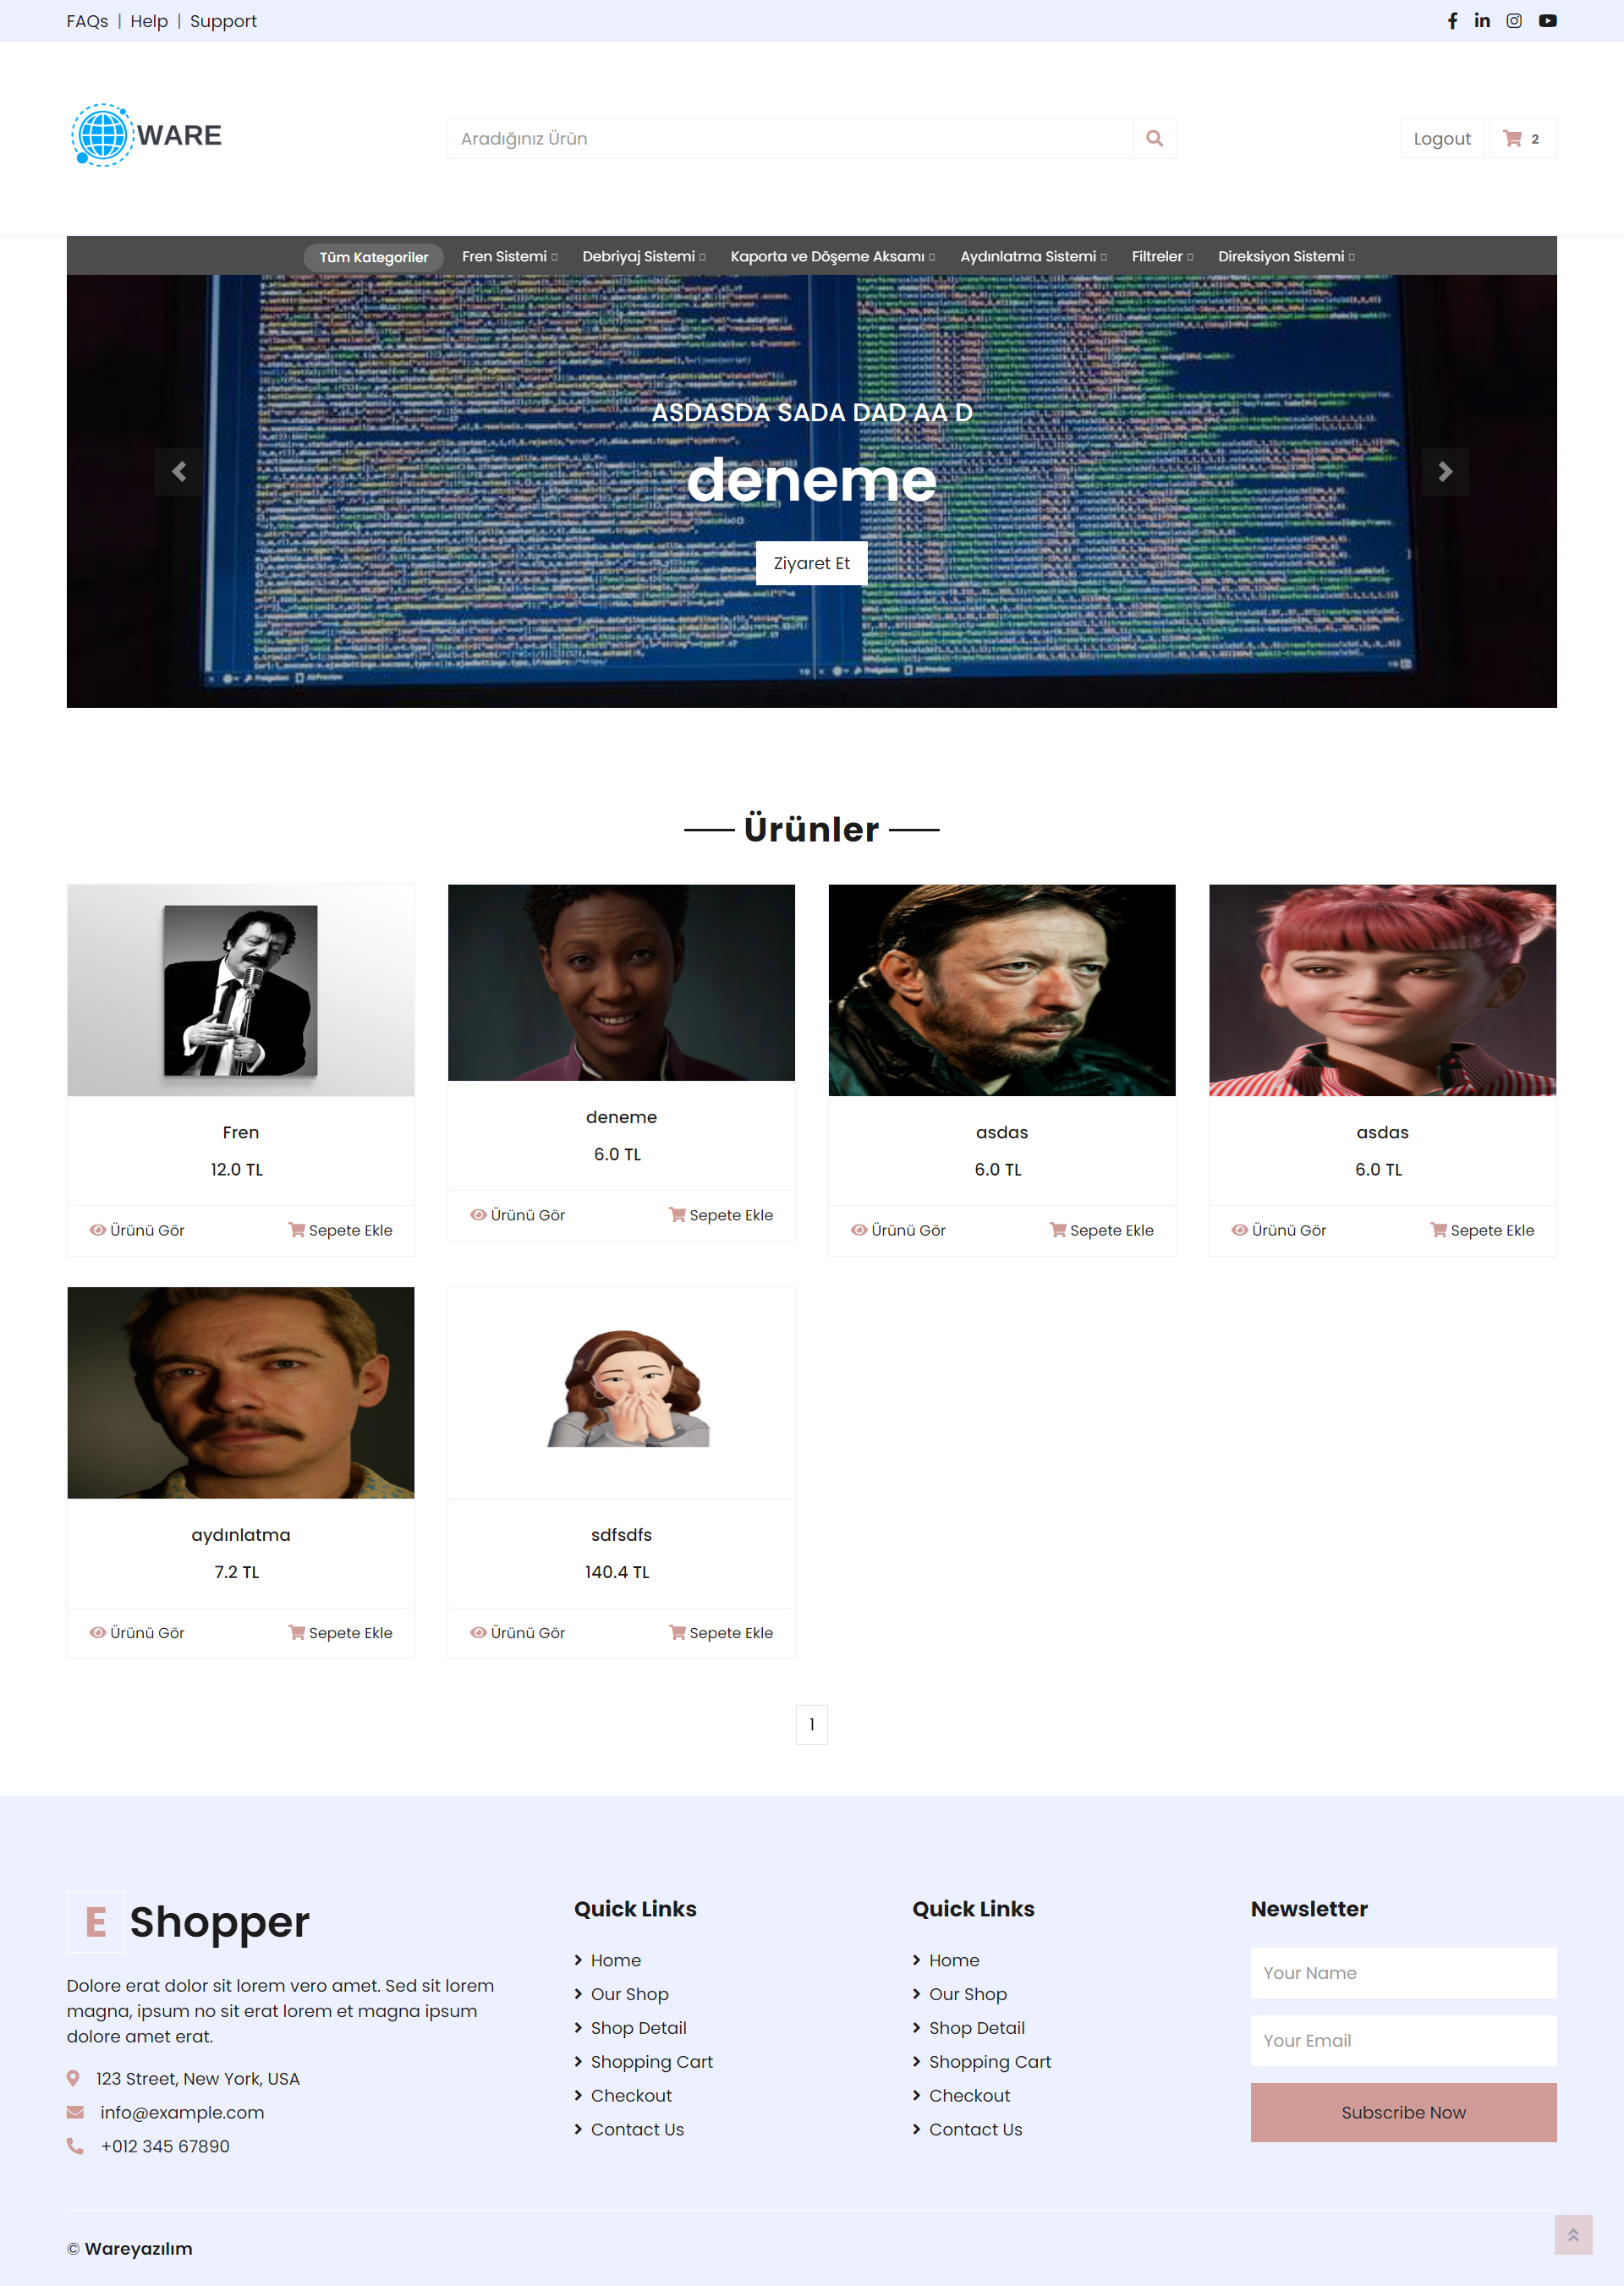 FAQs | Help | Support
WARE
Aradığınız Ürün
Logout 2
Tüm Kategoriler Fren Sistemi Debriyaj Sistemi Kaporta ve Döşeme Aksamı Aydınlatma Sistemi Filtreler Direksiyon Sistemi
ASDASDA SADA DAD AA D
deneme
Ziyaret Et
Ürünler
Fren
12.0 TL
Ürünü Gör Sepete Ekle
deneme
6.0 TL
Ürünü Gör Sepete Ekle
asdas
6.0 TL
Ürünü Gör Sepete Ekle
asdas
6.0 TL
Ürünü Gör Sepete Ekle
aydınlatma
7.2 TL
Ürünü Gör Sepete Ekle
sdfsdfs
140.4 TL
Ürünü Gör Sepete Ekle
1
E Shopper
Dolore erat dolor sit lorem vero amet. Sed sit lorem
magna, ipsum no sit erat lorem et magna ipsum
dolore amet erat.
123 Street, New York, USA
info@example.com
+012 345 67890
Quick Links
Home
Our Shop
Shop Detail
Shopping Cart
Checkout
Contact Us
Quick Links
Home
Our Shop
Shop Detail
Shopping Cart
Checkout
Contact Us
Newsletter
Your Name
Your Email
Subscribe Now
© Wareyazılım